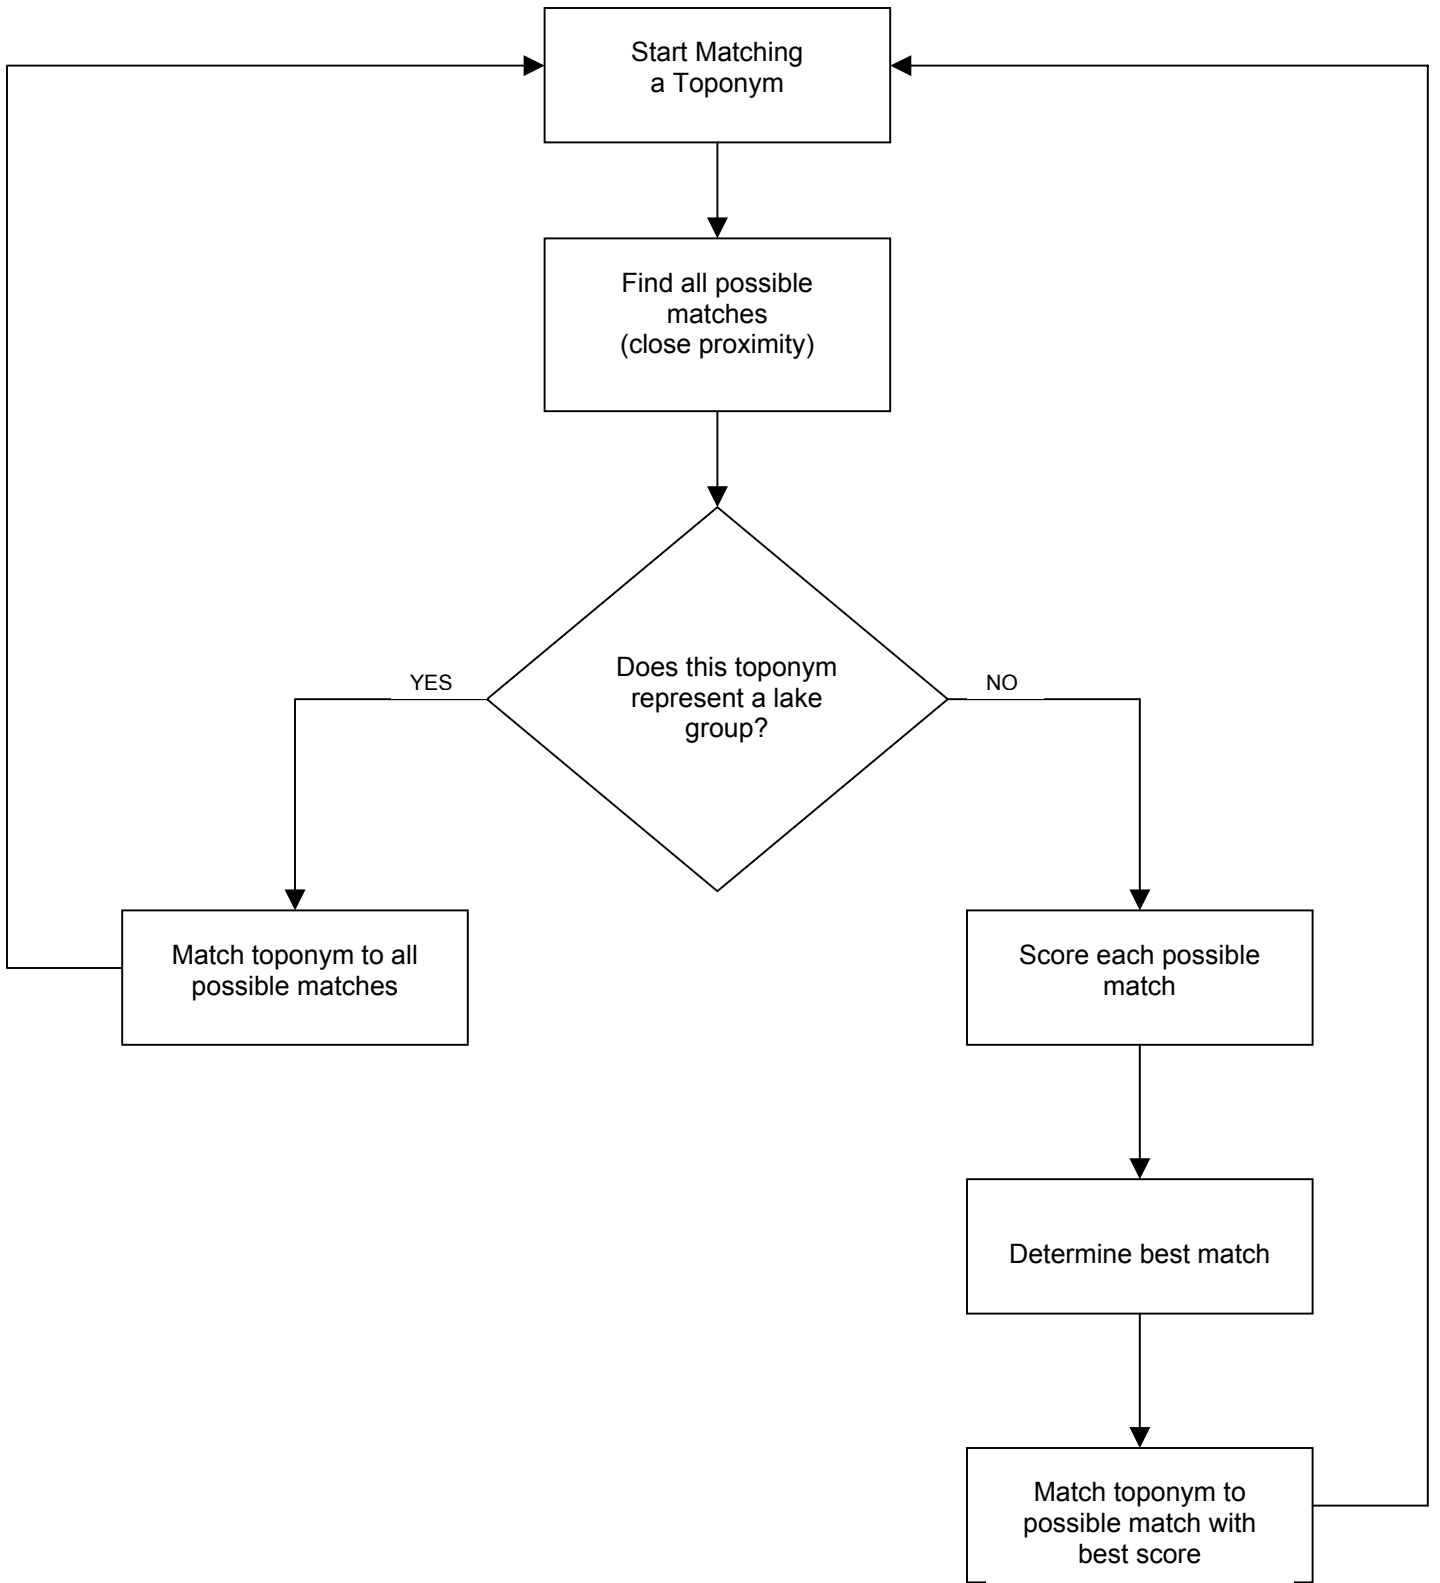 Start Matching
a Toponym
Find all possible
matches
(close proximity)
Does this toponym
represent a lake
group?
YES
NO
Match toponym to all
possible matches
Score each possible
match
Determine best match
Match toponym to
possible match with
best score